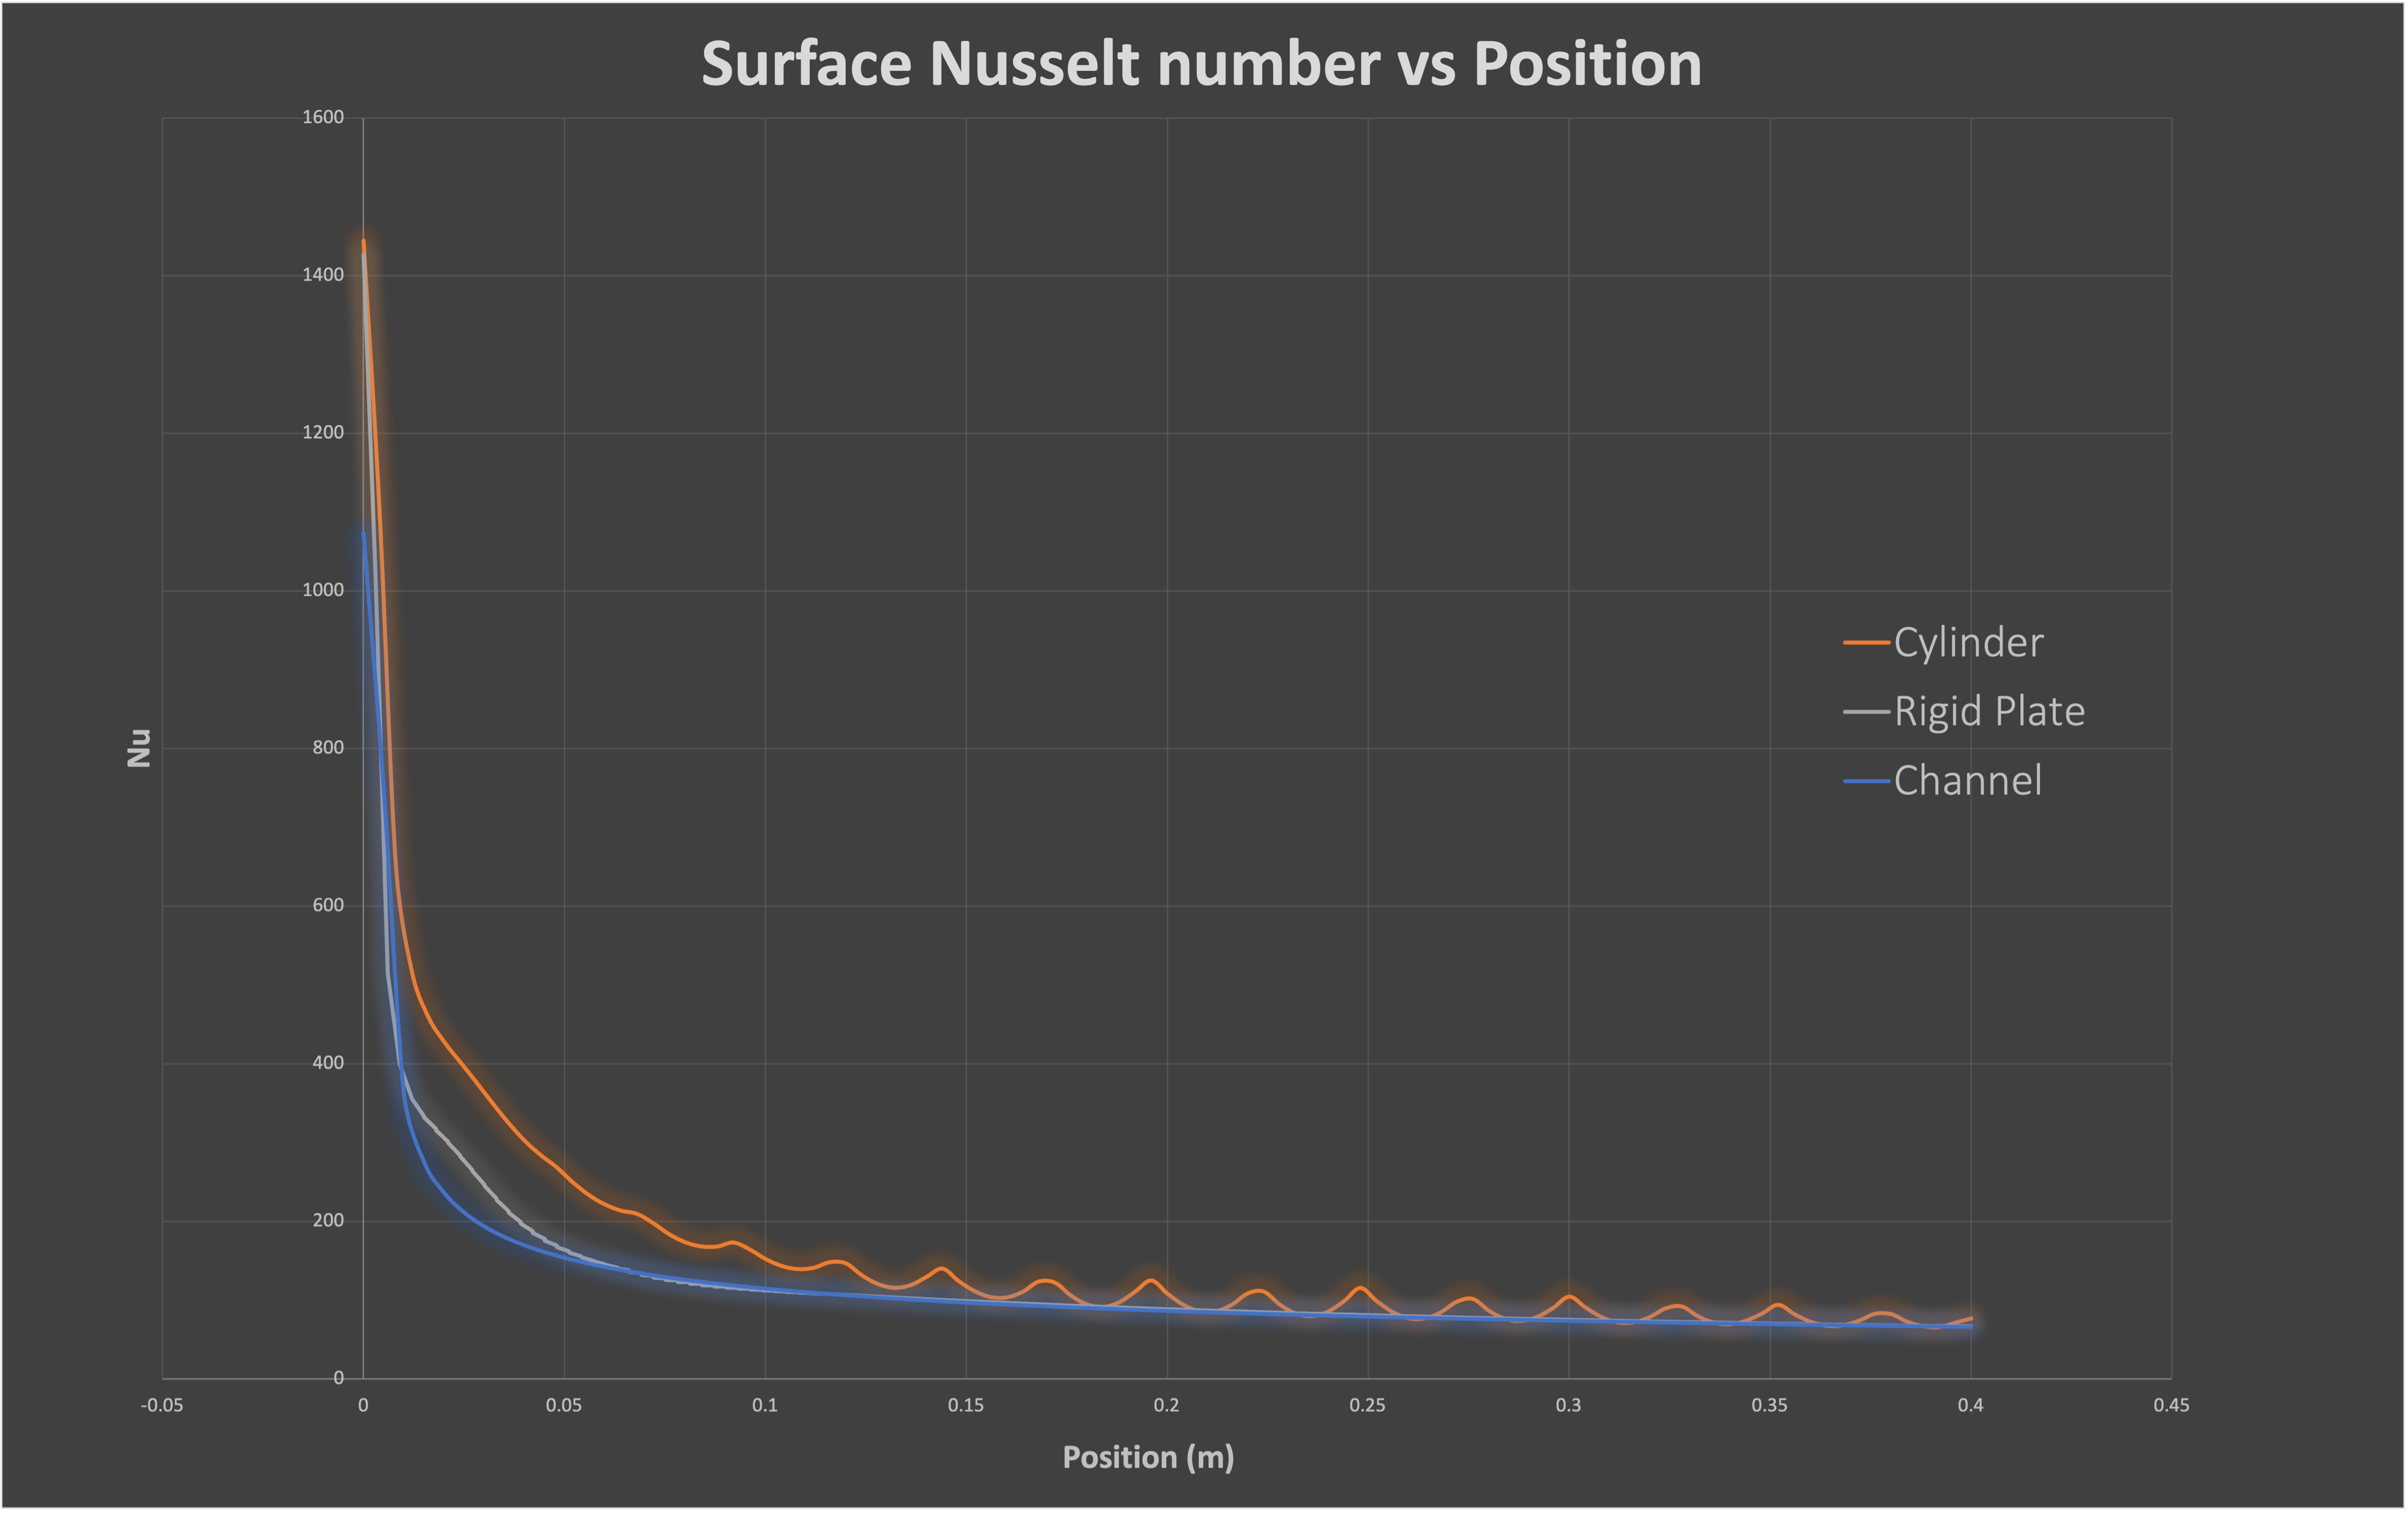 Surface Nusselt number vs Position
1600
1400
1200
1000
800
600
400
200
0
Nu
Cylinder
Rigid Plate
Channel
-0.05 0 0.05 0.1 0.15 0.2 0.25 0.3 0.35 0.4 0.45
Position (m)